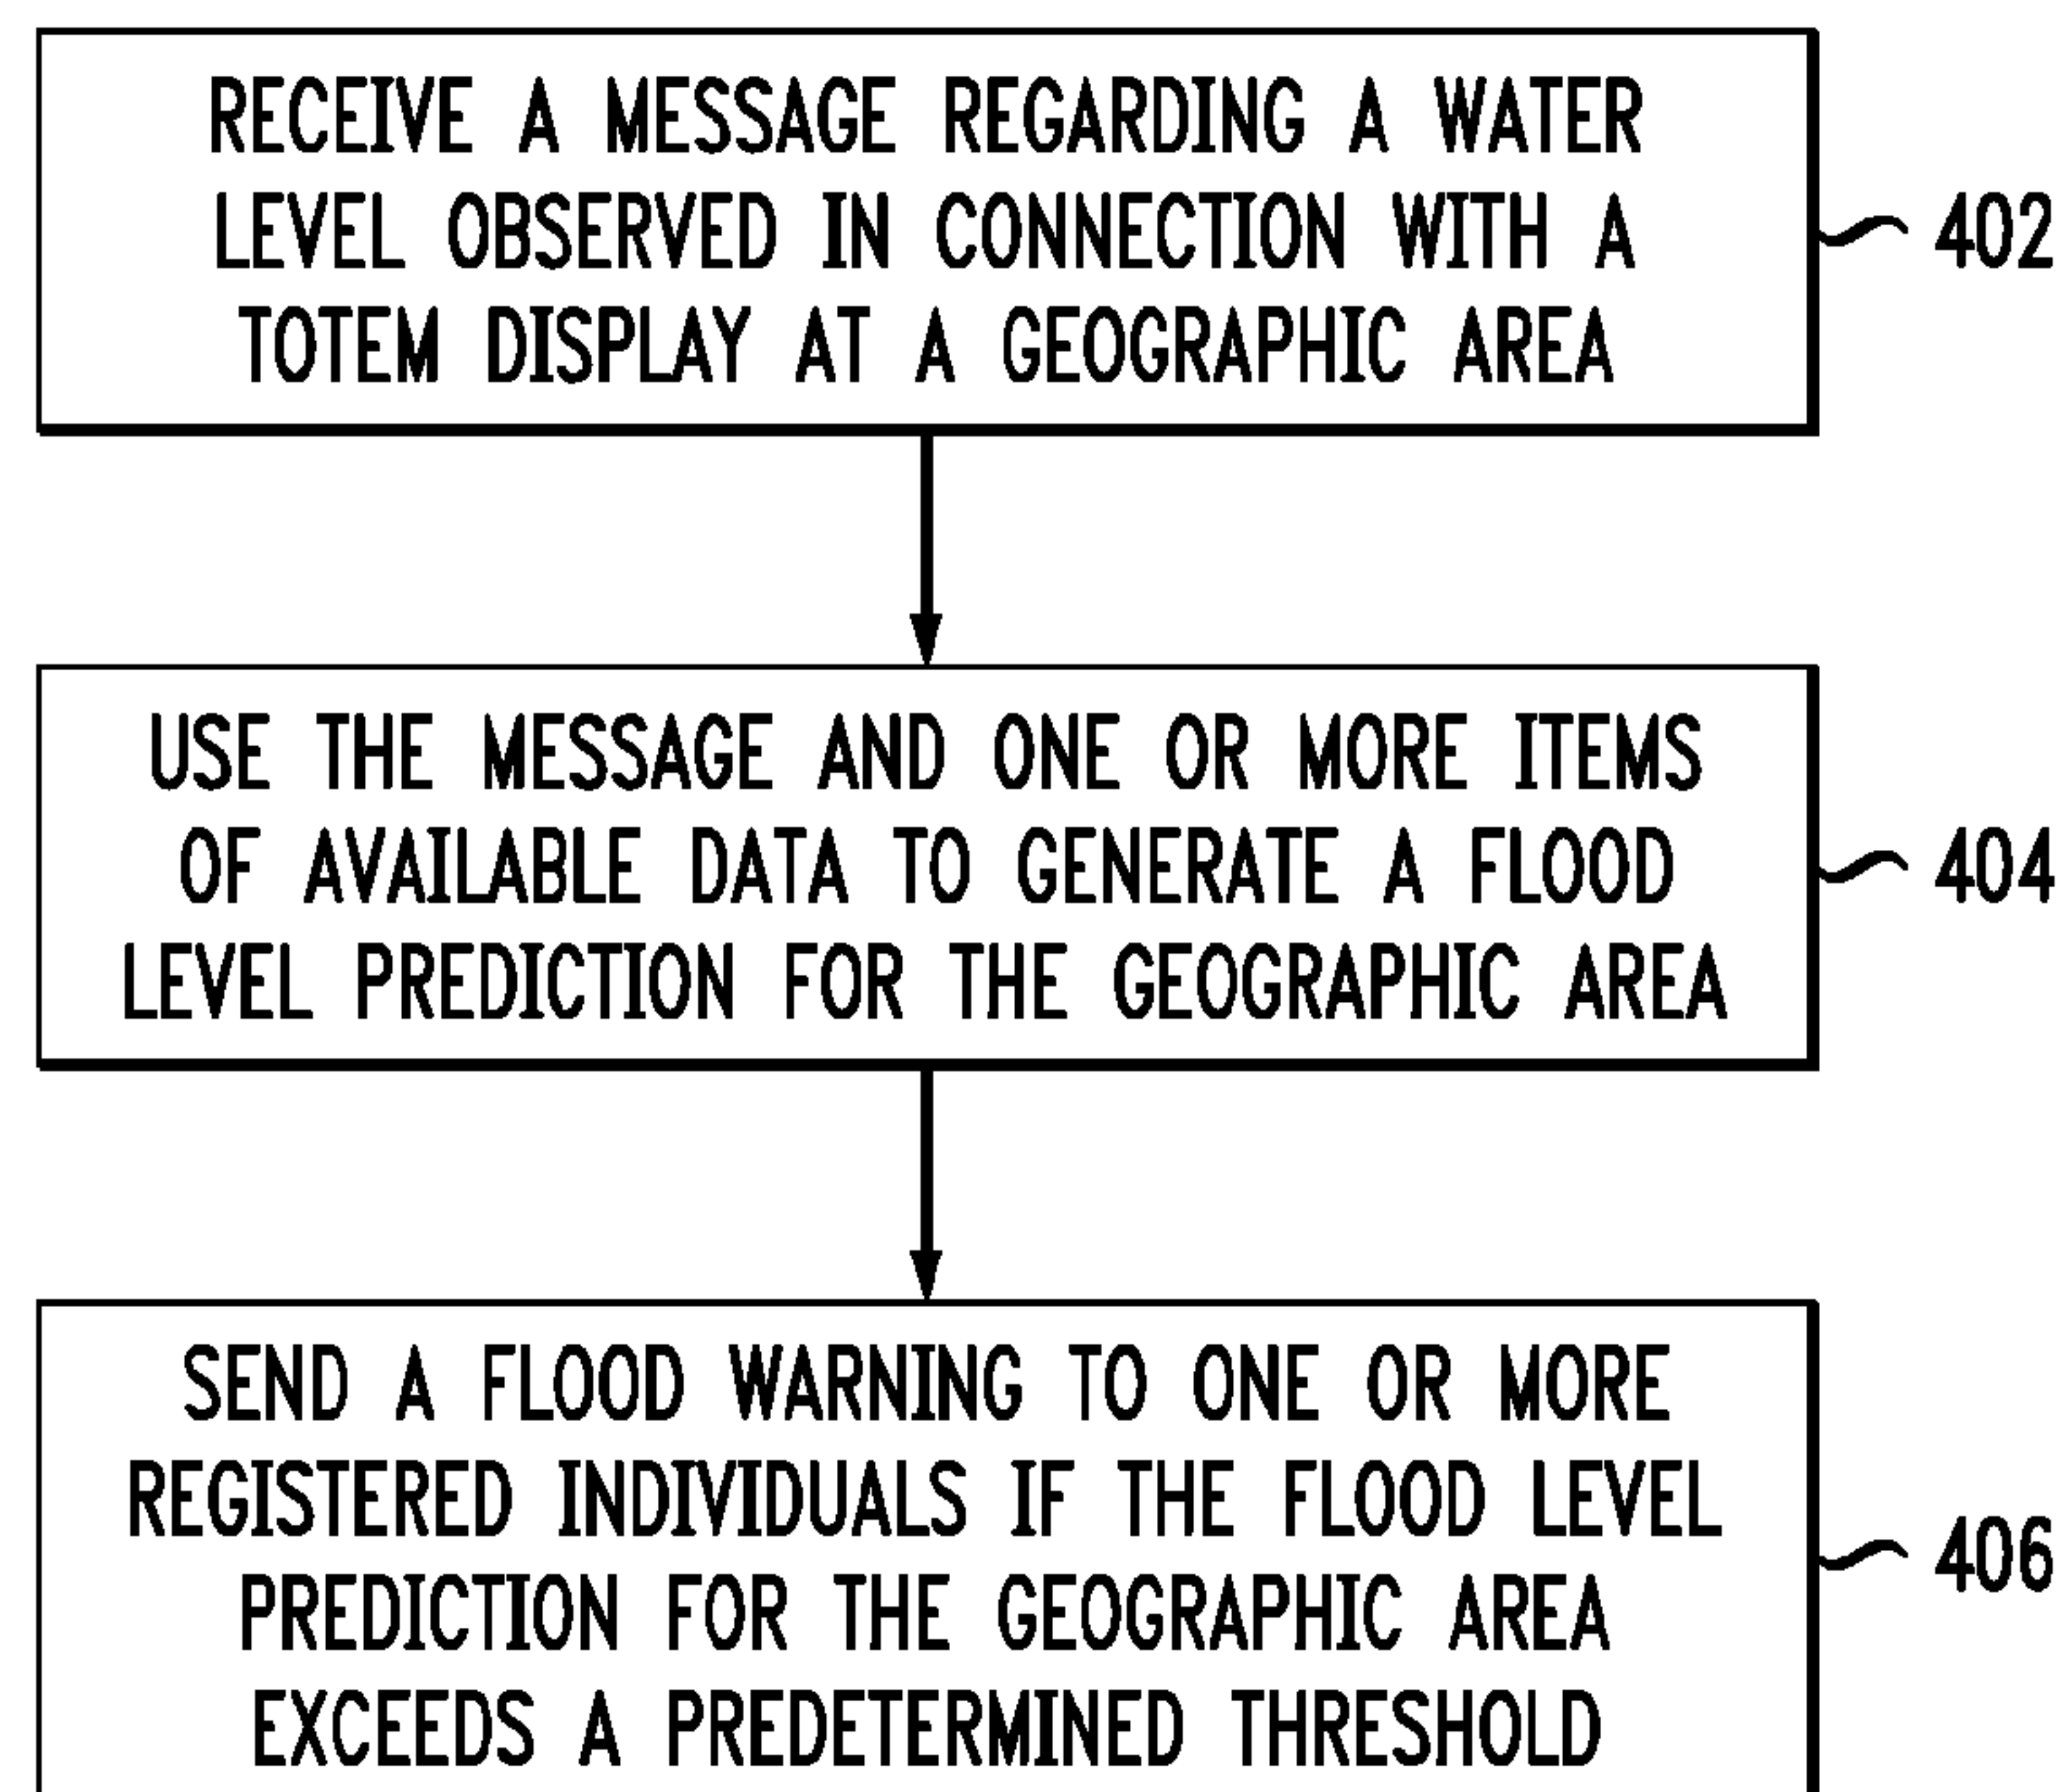 RECEIVE A MESSAGE REGARDING A WATER
LEVEL OBSERVED IN CONNECTION WITH A
TOTEM DISPLAY AT A GEOGRAPHIC AREA
402
USE THE MESSAGE AND ONE OR MORE ITEMS
OF AVAILABLE DATA TO GENERATE A FLOOD
LEVEL PREDICTION FOR THE GEOGRAPHIC AREA
404
SEND A FLOOD WARNING TO ONE OR MORE
REGISTERED INDIVIDUALS IF THE FLOOD LEVEL
PREDICTION FOR THE GEOGRAPHIC AREA
EXCEEDS A PREDETERMINED THRESHOLD
406